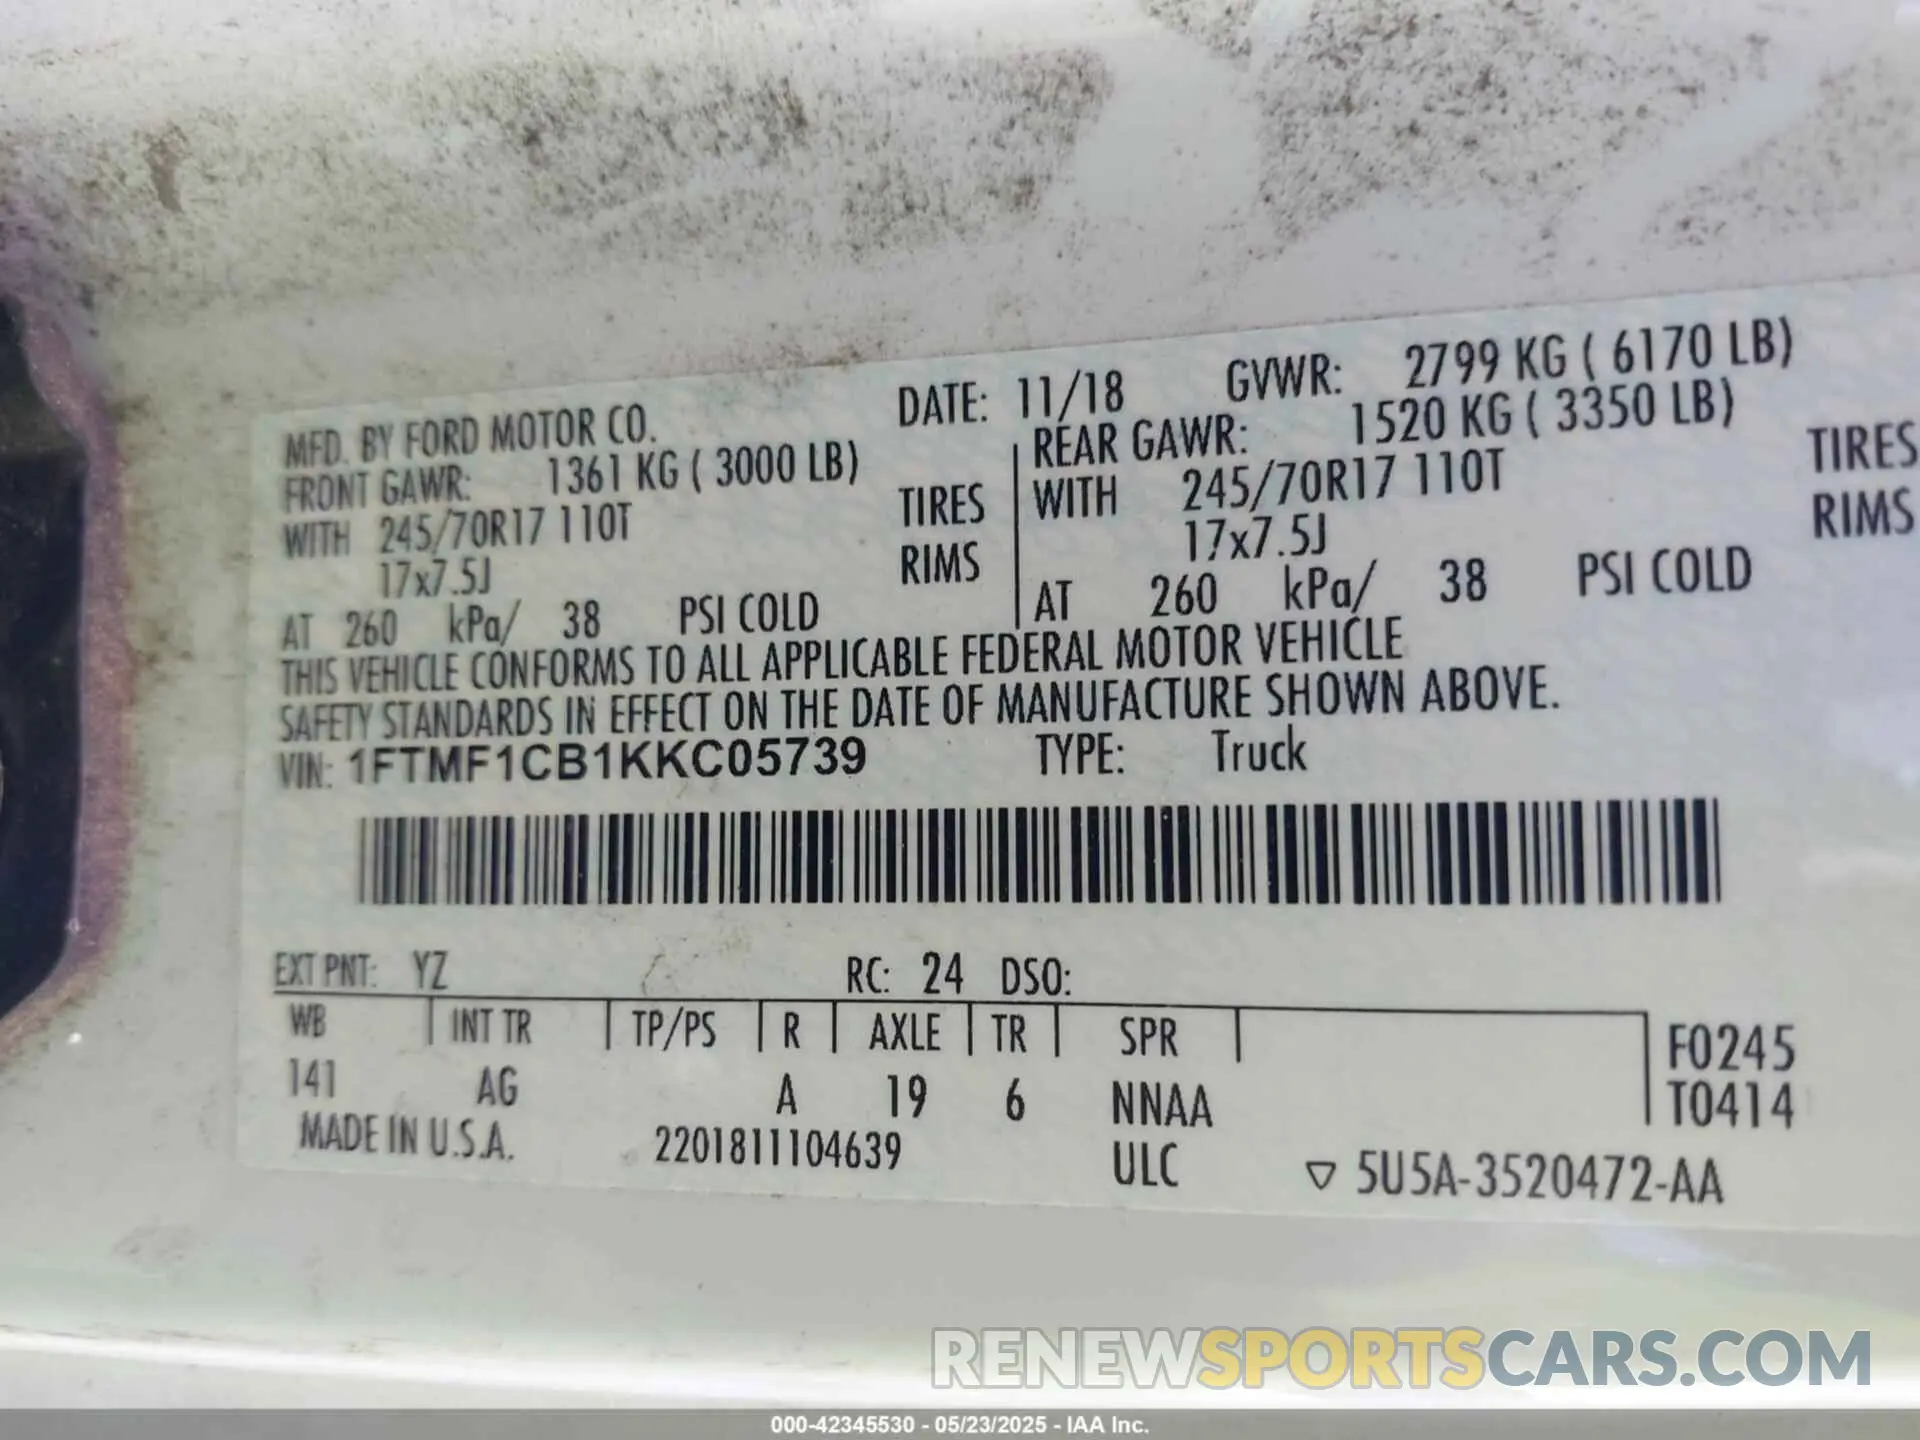 MFD. BY FORD MOTOR CO. DATE: 11/18 GVWR: 2799 KG ( 6170 LB)
FRONT GAWR: 1361 KG ( 3000 LB) REAR GAWR: 1520 KG ( 3350 LB)
WITH 245/70R17 110T TIRES WITH 245/70R17 110T TIRES
17x7.5J RIMS 17x7.5J RIMS
AT 260 kPa/ 38 PSI COLD AT 260 kPa/ 38 PSI COLD
THIS VEHICLE CONFORMS TO ALL APPLICABLE FEDERAL MOTOR VEHICLE
SAFETY STANDARDS IN EFFECT ON THE DATE OF MANUFACTURE SHOWN ABOVE.
VIN: 1FTMF1CB1KKC05739 TYPE: Truck
EXT PNT: YZ RC: 24 DSO:
WB INT TR TP/PS R AXLE TR SPR F0245
141 AG A 19 6 NNAA T0414
MADE IN U.S.A. 2201811104639 ULC ▽ 5U5A-3520472-AA
RENEWSPORTSCARS.COM
000-42345530 - 05/23/2025 - IAA Inc.